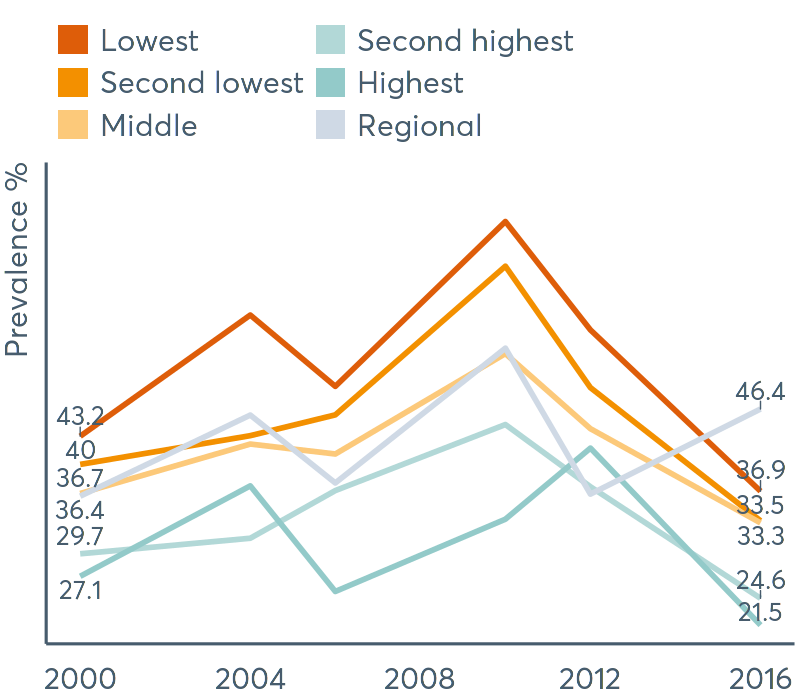 Lowest
Second lowest
Middle
Second highest
Highest
Regional
Prevalence %
43.2
40
36.7
36.4
29.7
27.1
46.4
36.9
33.5
33.3
24.6
21.5
2000 2004 2008 2012 2016